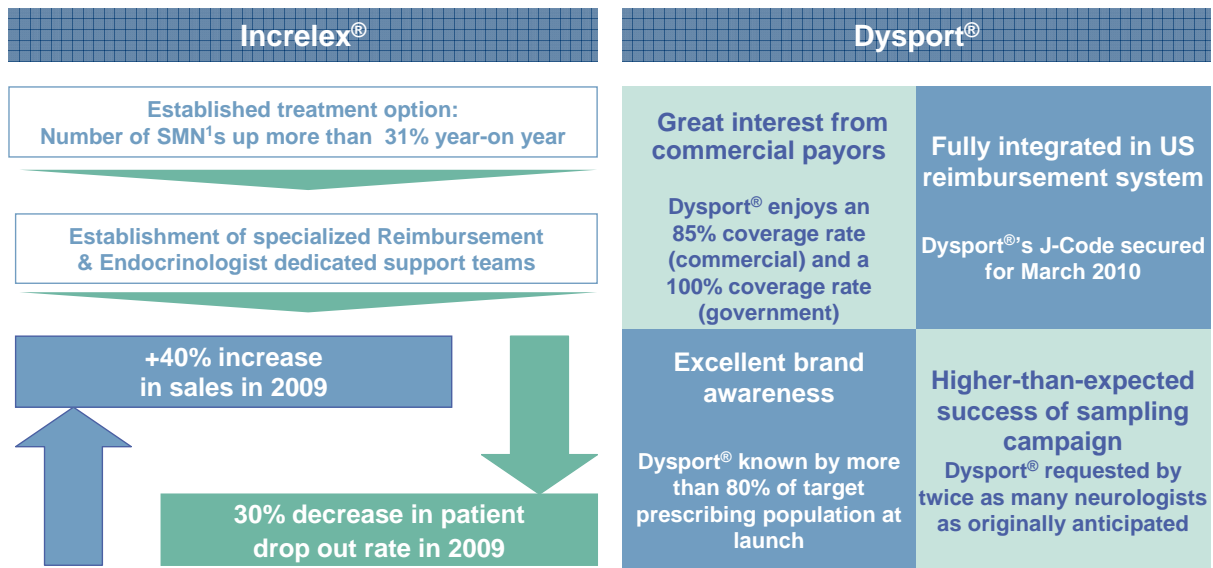 Increlex®
Established treatment option:
Number of SMN¹'s up more than 31% year-on year
Establishment of specialized Reimbursement
& Endocrinologist dedicated support teams
+40% increase
in sales in 2009
30% decrease in patient
drop out rate in 2009
Dysport®
Great interest from
commercial payors
Dysport® enjoys an
85% coverage rate
(commercial) and a
100% coverage rate
(government)
Fully integrated in US
reimbursement system
Dysport®'s J-Code secured
for March 2010
Excellent brand
awareness
Dysport® known by more
than 80% of target
prescribing population at
launch
Higher-than-expected
success of sampling
campaign
Dysport® requested by
twice as many neurologists
as originally anticipated